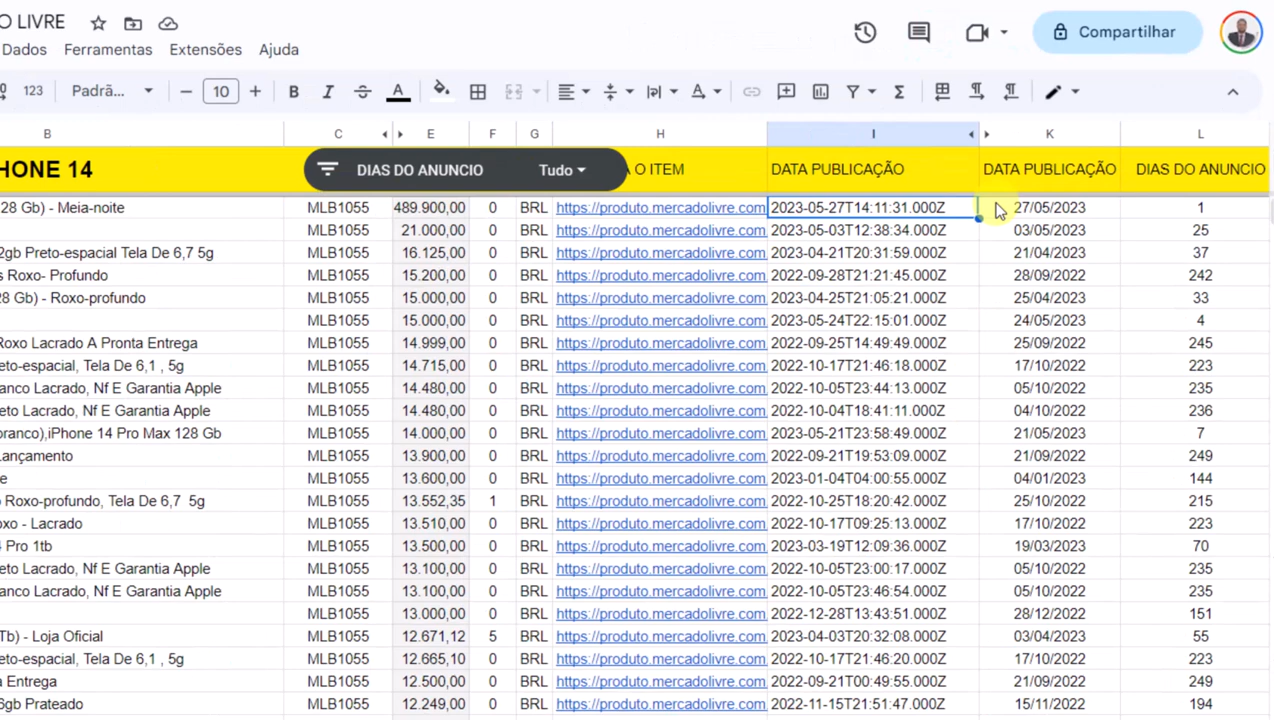 O LIVRE
Dados Ferramentas Extensões Ajuda
Compartilhar
123 Padrã... 10 B I A
B C E F G H I K L
HONE 14 DIAS DO ANUNCIO Tudo O ITEM DATA PUBLICAÇÃO DATA PUBLICAÇÃO DIAS DO ANUNCIO
28 Gb) - Meia-noite MLB1055 489.900,00 0 BRL https://produto.mercadolivre.com. 2023-05-27T14:11:31.000Z 27/05/2023 1
MLB1055 21.000,00 0 BRL https://produto.mercadolivre.com. 2023-05-03T12:38:34.000Z 03/05/2023 25
2gb Preto-espacial Tela De 6,7 5g MLB1055 16.125,00 0 BRL https://produto.mercadolivre.com. 2023-04-21T20:31:59.000Z 21/04/2023 37
s Roxo- Profundo MLB1055 15.200,00 0 BRL https://produto.mercadolivre.com. 2022-09-28T21:21:45.000Z 28/09/2022 242
28 Gb) - Roxo-profundo MLB1055 15.000,00 0 BRL https://produto.mercadolivre.com. 2023-04-25T21:05:21.000Z 25/04/2023 33
MLB1055 15.000,00 0 BRL https://produto.mercadolivre.com. 2023-05-24T22:15:01.000Z 24/05/2023 4
Roxo Lacrado A Pronta Entrega MLB1055 14.999,00 0 BRL https://produto.mercadolivre.com. 2022-09-25T14:49:49.000Z 25/09/2022 245
eto-espacial, Tela De 6,1 , 5g MLB1055 14.715,00 0 BRL https://produto.mercadolivre.com. 2022-10-17T21:46:18.000Z 17/10/2022 223
anco Lacrado, Nf E Garantia Apple MLB1055 14.480,00 0 BRL https://produto.mercadolivre.com. 2022-10-05T23:44:13.000Z 05/10/2022 235
eto Lacrado, Nf E Garantia Apple MLB1055 14.480,00 0 BRL https://produto.mercadolivre.com. 2022-10-04T18:41:11.000Z 04/10/2022 236
branco),iPhone 14 Pro Max 128 Gb MLB1055 14.000,00 0 BRL https://produto.mercadolivre.com. 2023-05-21T23:58:49.000Z 21/05/2023 7
Lançamento MLB1055 13.900,00 0 BRL https://produto.mercadolivre.com. 2022-09-21T19:53:09.000Z 21/09/2022 249
e MLB1055 13.600,00 0 BRL https://produto.mercadolivre.com. 2023-01-04T04:00:55.000Z 04/01/2023 144
o Roxo-profundo, Tela De 6,7 5g MLB1055 13.552,35 1 BRL https://produto.mercadolivre.com. 2022-10-25T18:20:42.000Z 25/10/2022 215
oxo - Lacrado MLB1055 13.510,00 0 BRL https://produto.mercadolivre.com. 2022-10-17T09:25:13.000Z 17/10/2022 223
4 Pro 1tb MLB1055 13.500,00 0 BRL https://produto.mercadolivre.com. 2023-03-19T12:09:36.000Z 19/03/2023 70
eto Lacrado, Nf E Garantia Apple MLB1055 13.100,00 0 BRL https://produto.mercadolivre.com. 2022-10-05T23:00:17.000Z 05/10/2022 235
anco Lacrado, Nf E Garantia Apple MLB1055 13.100,00 0 BRL https://produto.mercadolivre.com. 2022-10-05T23:46:54.000Z 05/10/2022 235
MLB1055 13.000,00 0 BRL https://produto.mercadolivre.com. 2022-12-28T13:43:51.000Z 28/12/2022 151
Tb) - Loja Oficial MLB1055 12.671,12 5 BRL https://produto.mercadolivre.com. 2023-04-03T20:32:08.000Z 03/04/2023 55
eto-espacial, Tela De 6,1 , 5g MLB1055 12.665,10 0 BRL https://produto.mercadolivre.com. 2022-10-17T21:46:20.000Z 17/10/2022 223
a Entrega MLB1055 12.500,00 0 BRL https://produto.mercadolivre.com. 2022-09-21T00:49:55.000Z 21/09/2022 249
6gb Prateado MLB1055 12.249,00 0 BRL https://produto.mercadolivre.com. 2022-11-15T21:51:47.000Z 15/11/2022 194